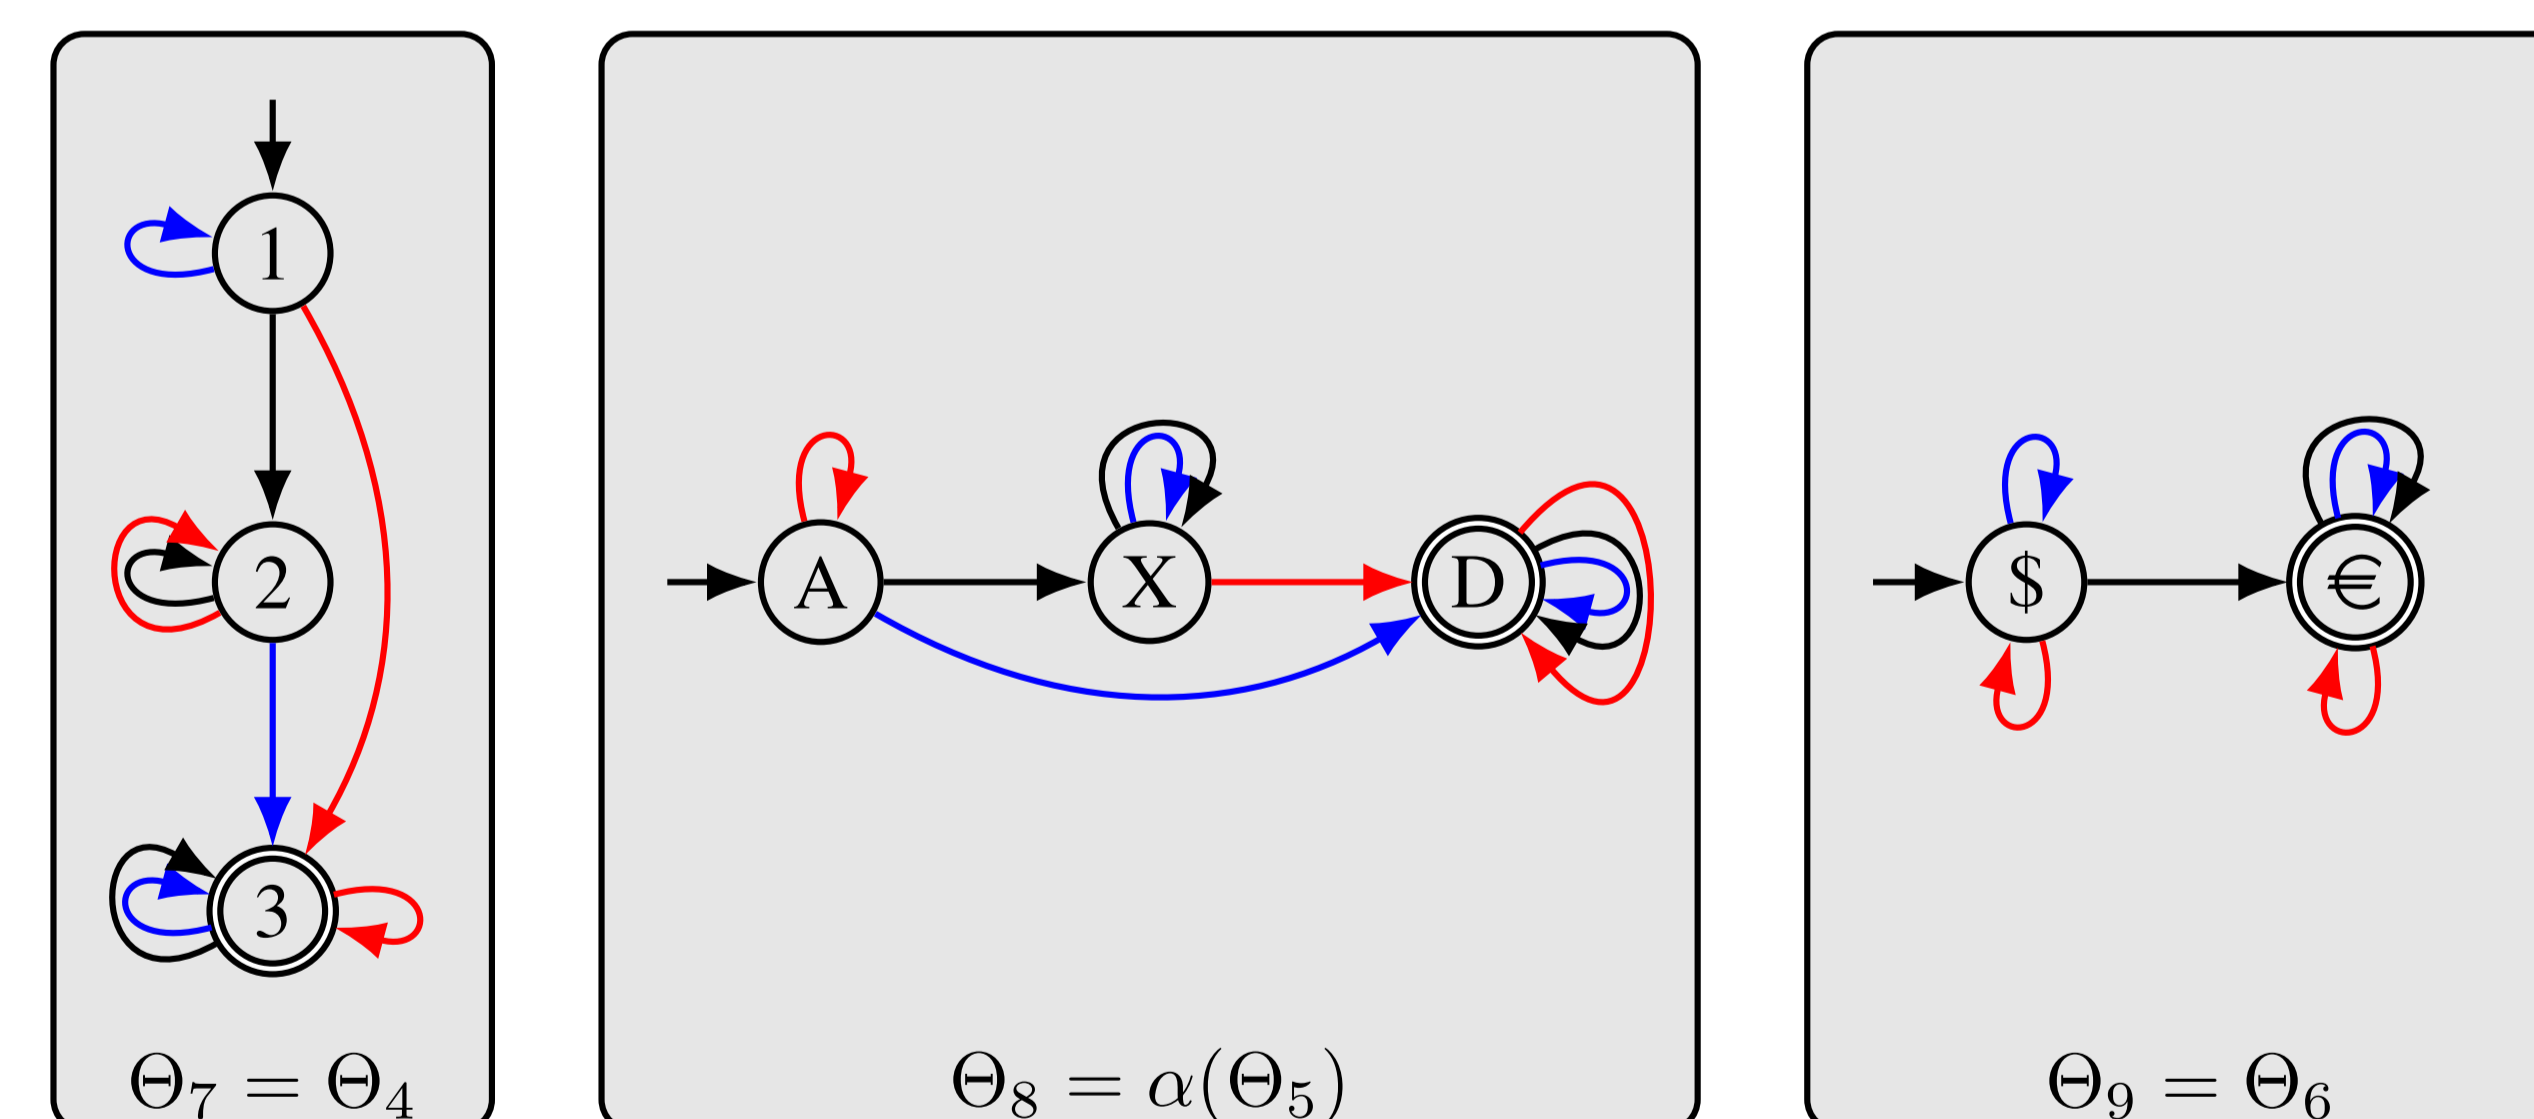 1
2
3
Θ₇ = Θ₄
A X D
Θ₈ = α(Θ₅)
$ €
Θ₉ = Θ₆